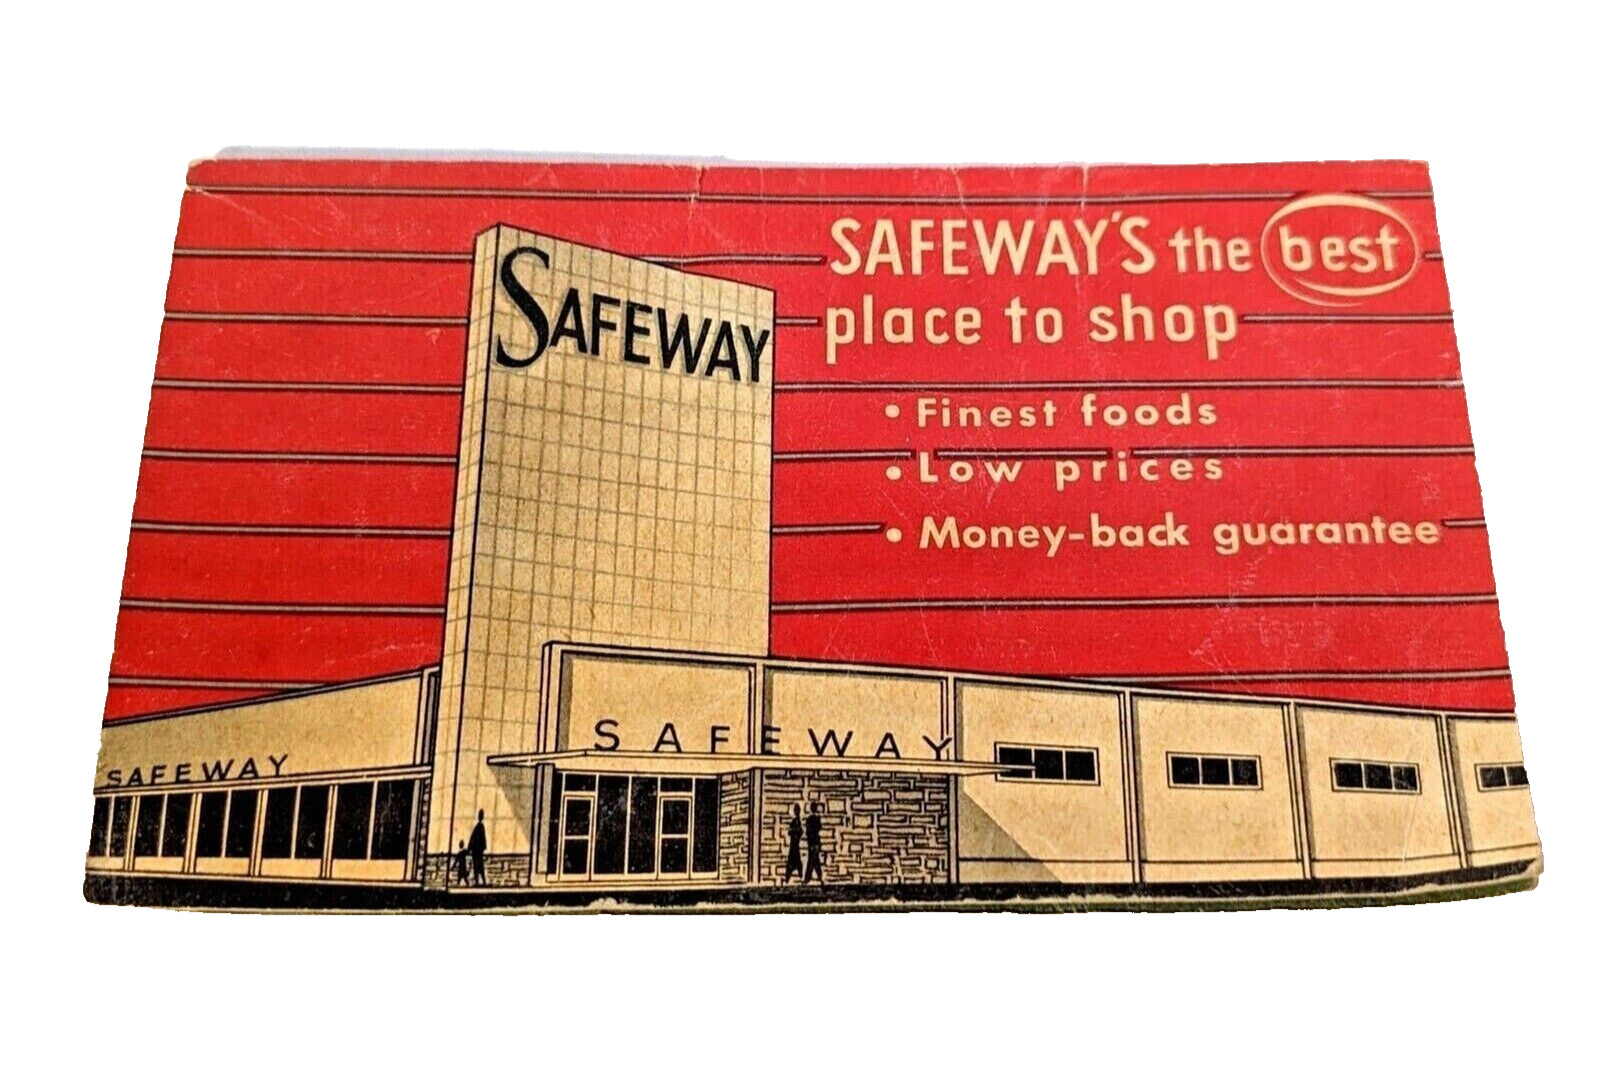 SAFEWAY'S the best
place to shop
• Finest foods
• Low prices
• Money-back guarantee
SAFEWAY
SAFEWAY
SAFEWAY